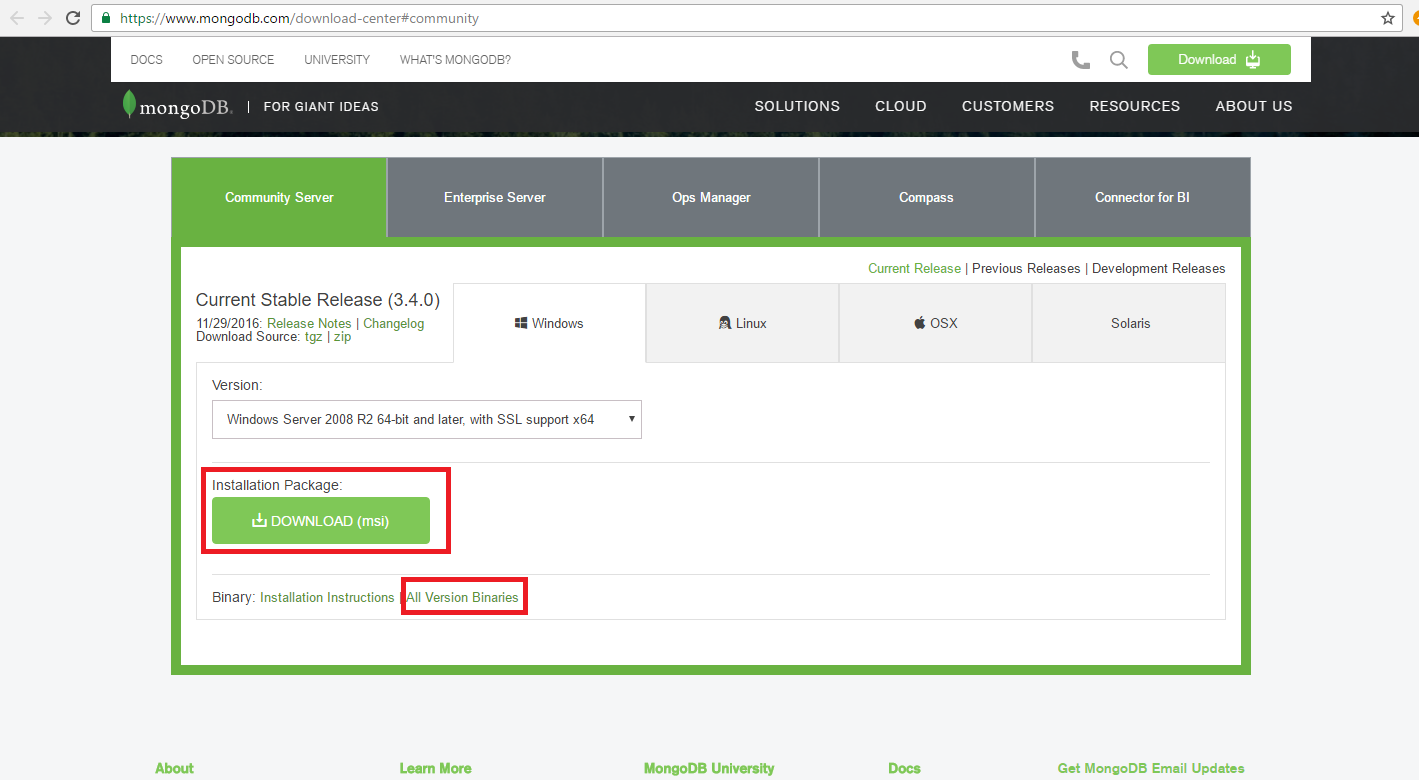 https://www.mongodb.com/download-center#community
DOCS OPEN SOURCE UNIVERSITY WHAT'S MONGODB? Download
mongoDB. | FOR GIANT IDEAS SOLUTIONS CLOUD CUSTOMERS RESOURCES ABOUT US
Community Server Enterprise Server Ops Manager Compass Connector for BI
Current Release | Previous Releases | Development Releases
Current Stable Release (3.4.0)
11/29/2016: Release Notes | Changelog
Download Source: tgz | zip
Windows Linux OSX Solaris
Version:
Windows Server 2008 R2 64-bit and later, with SSL support x64
Installation Package:
DOWNLOAD (msi)
Binary: Installation Instructions | All Version Binaries
About Learn More MongoDB University Docs Get MongoDB Email Updates